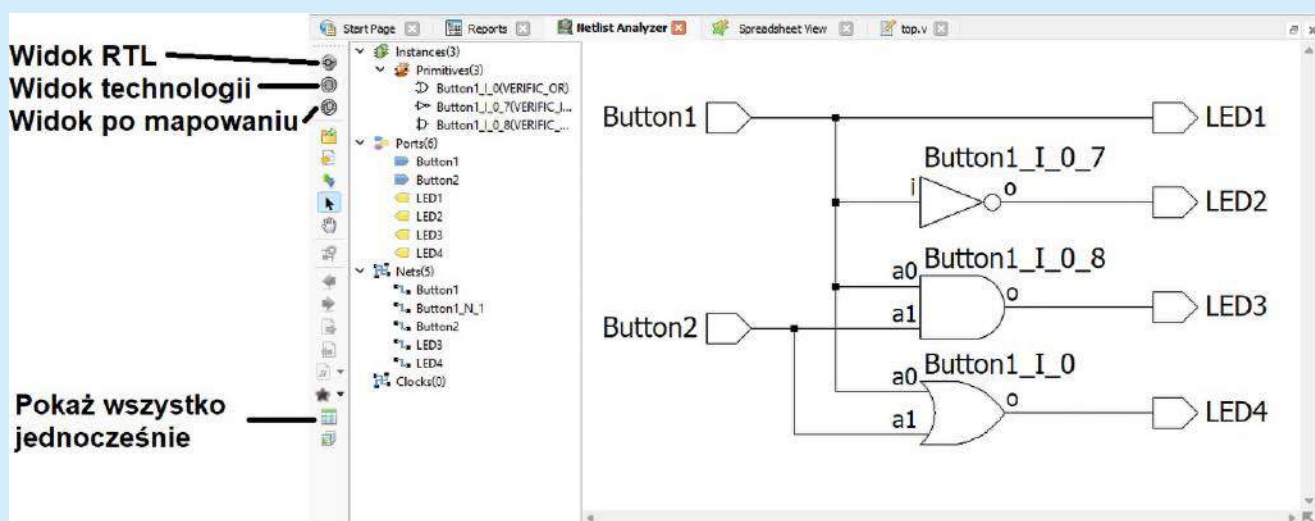 Start Page
Reports
Netlist Analyzer
Spreadsheet View
top.v
Widok RTL
Widok technologii
Widok po mapowaniu
Pokaż wszystko
jednocześnie
Instances(3)
Primitives(3)
Button1_I_0(VERIFIC_OR)
Button1_I_0_7(VERIFIC_I...
Button1_I_0_8(VERIFIC_...
Ports(6)
Button1
Button2
LED1
LED2
LED3
LED4
Nets(5)
Button1
Button1_N_1
Button2
LED3
LED4
Clocks(0)
Button1
LED1
Button1_I_0_7
i
o
LED2
Button1_I_0_8
a0
a1
o
LED3
Button2
Button1_I_0
a0
a1
o
LED4